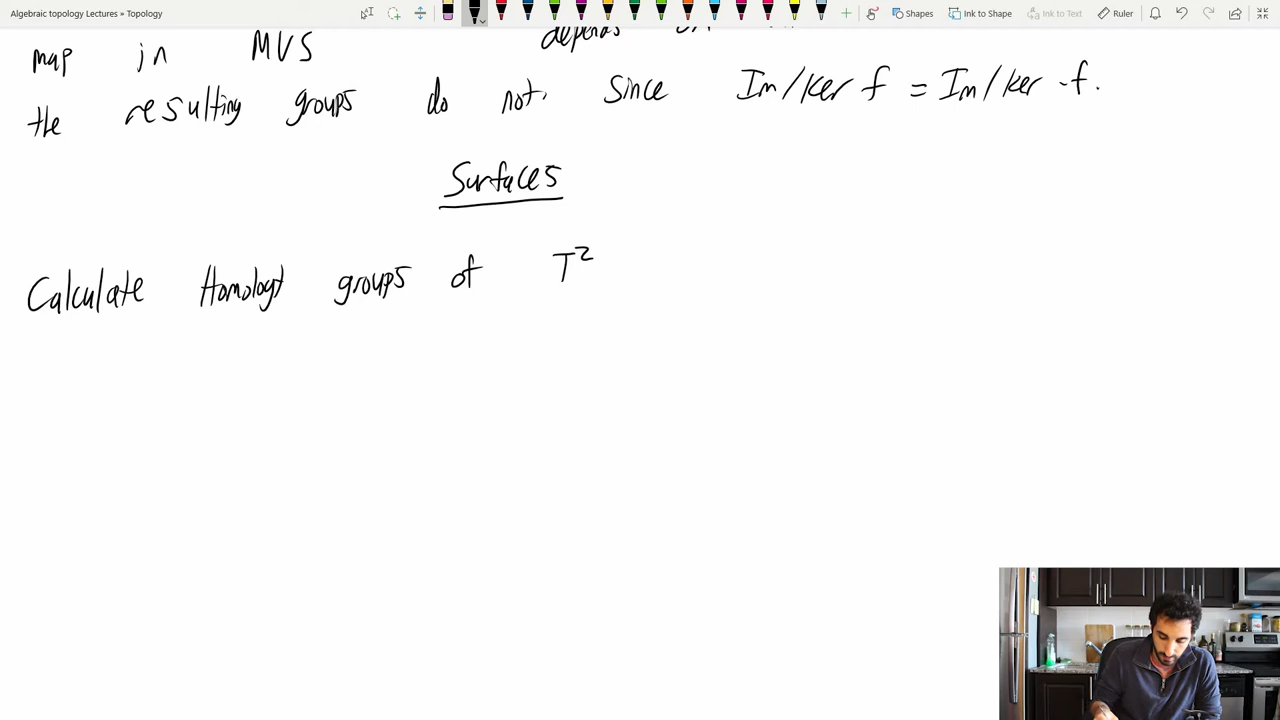 Algebraic topology Lectures » Topology
Shapes Ink to Shape Ink to Text Ruler
depends
map in MVS
the resulting groups do not. Since Im/ker f = Im/ker -f.
Surfaces
Calculate Homology groups of T²